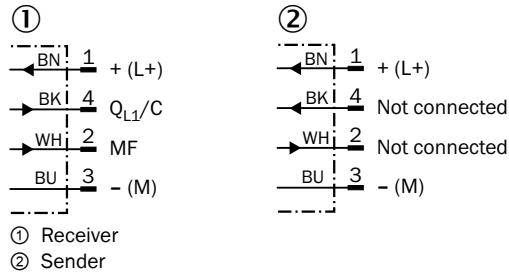 ① ②
BN 1 + (L+) BN 1 + (L+)
BK 4 QL1/C BK 4 Not connected
WH 2 MF WH 2 Not connected
BU 3 − (M) BU 3 − (M)
① Receiver
② Sender